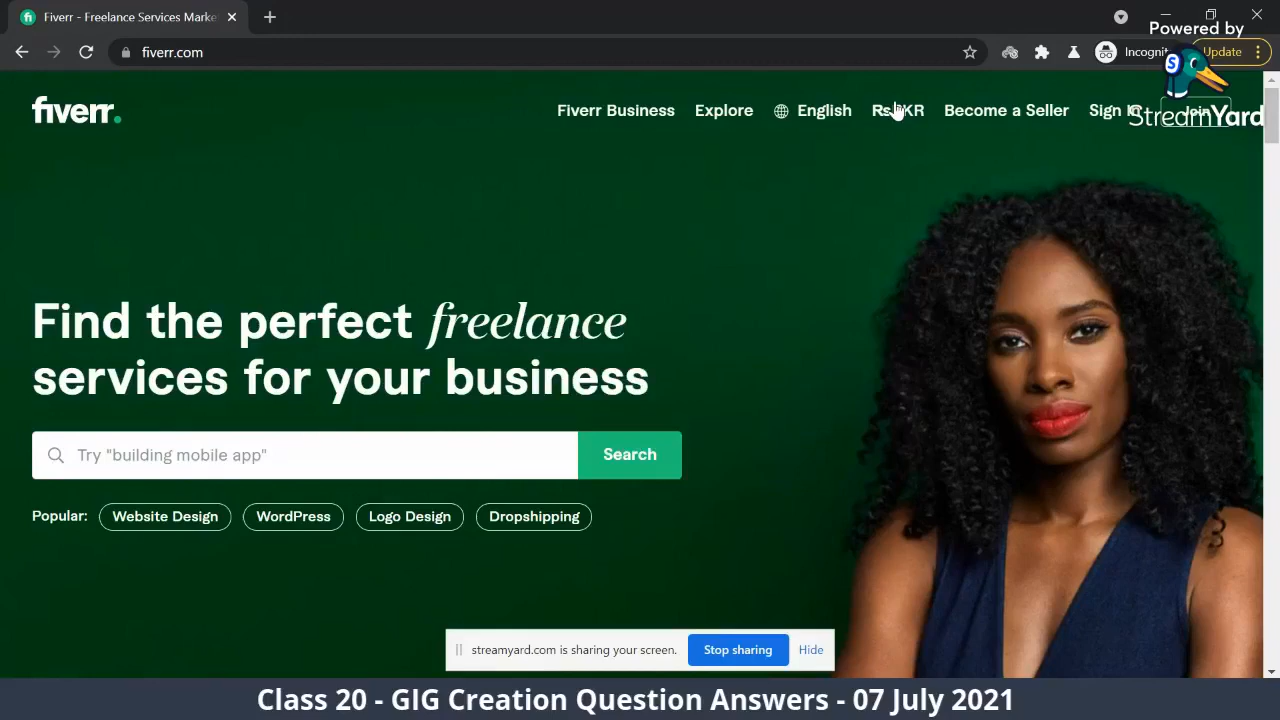 Fiverr - Freelance Services Marke
Powered by
fiverr.com
Incognit
Update
fiverr.
Fiverr Business
Explore
English
Become a Seller
Sign
StreamYard
Find the perfect freelance
services for your business
Try "building mobile app"
Search
Popular:
Website Design
WordPress
Logo Design
Dropshipping
streamyard.com is sharing your screen.
Stop sharing
Hide
Class 20 - GIG Creation Question Answers - 07 July 2021